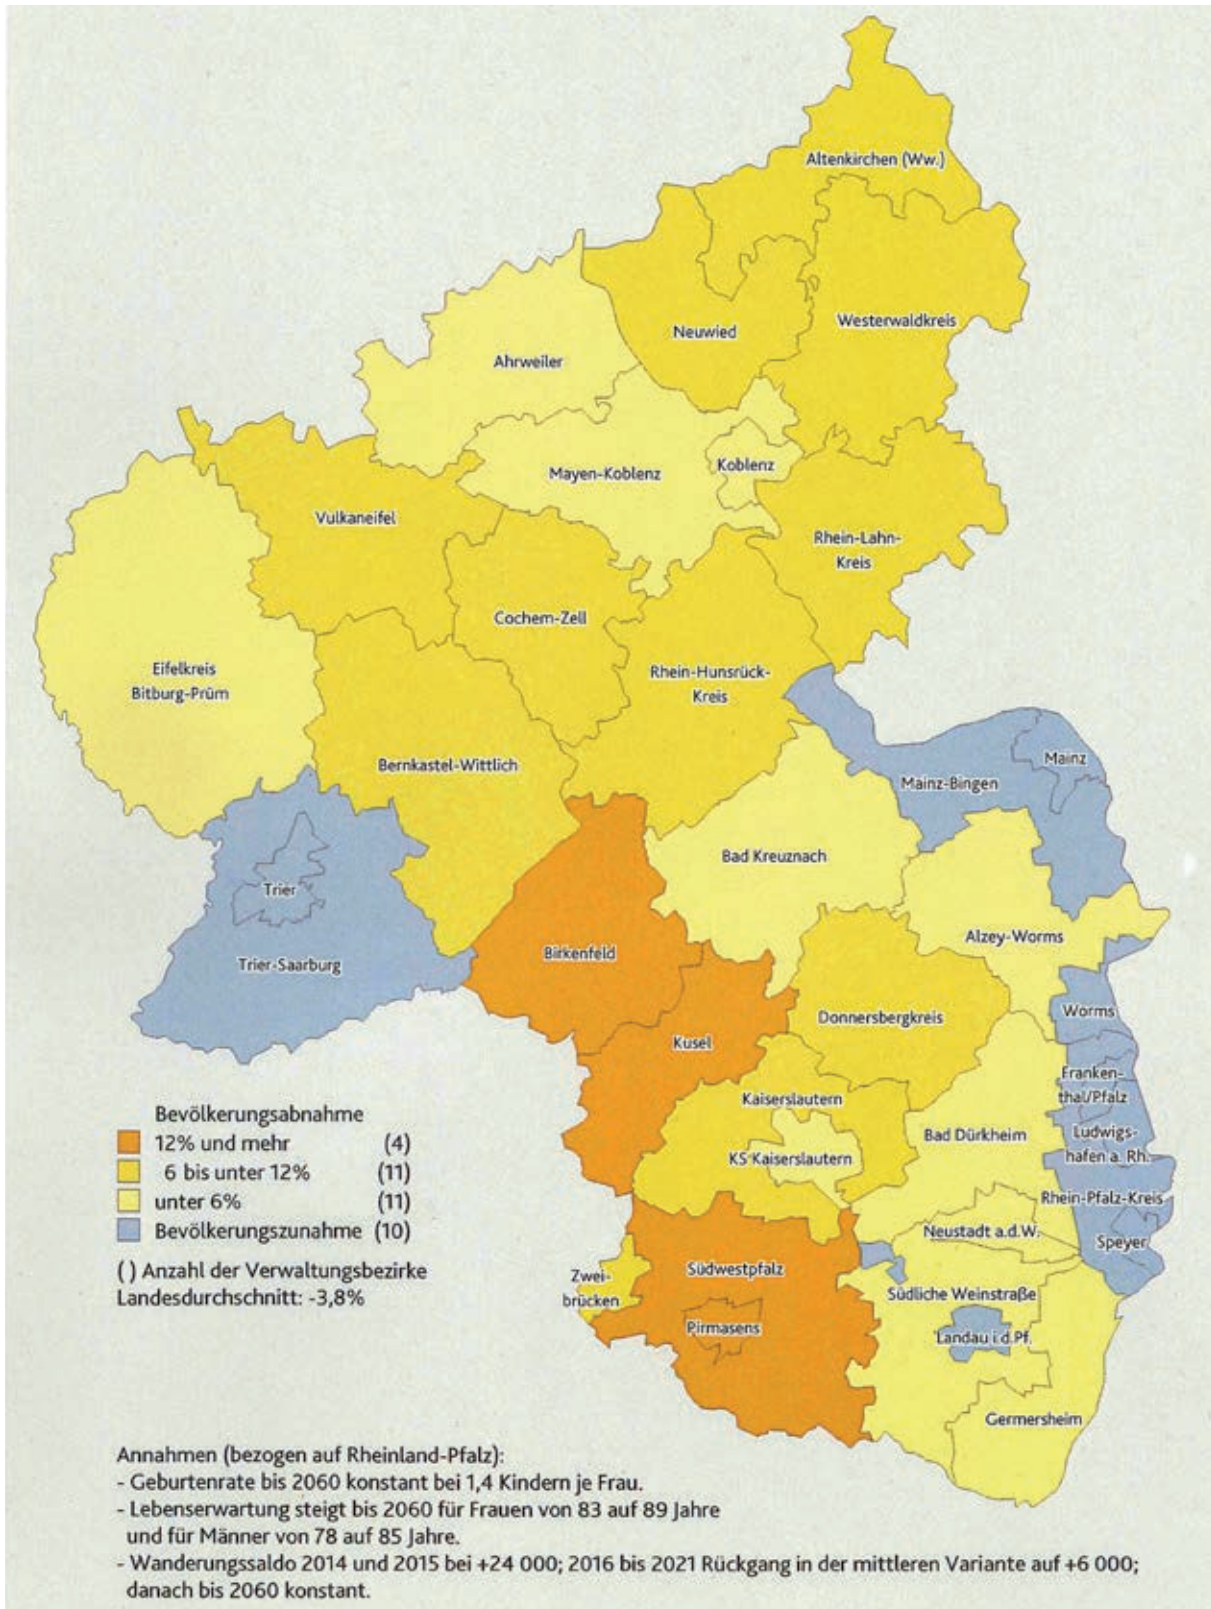 Altenkirchen (Ww.)
Neuwied
Westerwaldkreis
Ahrweiler
Mayen-Koblenz
Koblenz
Vulkaneifel
Rhein-Lahn-
Kreis
Cochem-Zell
Eifelkreis
Bitburg-Prüm
Rhein-Hunsrück-
Kreis
Bernkastel-Wittlich
Mainz
Mainz-Bingen
Bad Kreuznach
Trier
Alzey-Worms
Birkenfeld
Trier-Saarburg
Worms
Donnersbergkreis
Kusel
Franken-
thal/Pfalz
Kaiserslautern
Ludwigs-
hafen a. Rh.
Bad Dürkheim
KS Kaiserslautern
Rhein-Pfalz-Kreis
Neustadt a.d.W.
Speyer
Südwestpfalz
Zwei-
brücken
Südliche Weinstraße
Pirmasens
Landau i.d.Pf.
Germersheim
Bevölkerungsabnahme
12% und mehr (4)
6 bis unter 12% (11)
unter 6% (11)
Bevölkerungszunahme (10)
( ) Anzahl der Verwaltungsbezirke
Landesdurchschnitt: -3,8%
Annahmen (bezogen auf Rheinland-Pfalz):
- Geburtenrate bis 2060 konstant bei 1,4 Kindern je Frau.
- Lebenserwartung steigt bis 2060 für Frauen von 83 auf 89 Jahre
und für Männer von 78 auf 85 Jahre.
- Wanderungssaldo 2014 und 2015 bei +24 000; 2016 bis 2021 Rückgang in der mittleren Variante auf +6 000;
danach bis 2060 konstant.